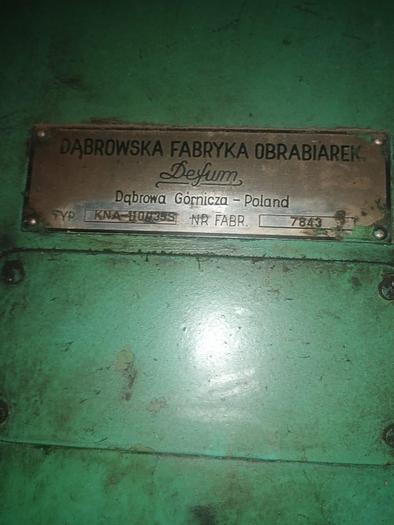 DĄBROWSKA FABRYKA OBRABIAREK
Defum
Dąbrowa Górnicza - Poland
TYP NR FABR. 7843